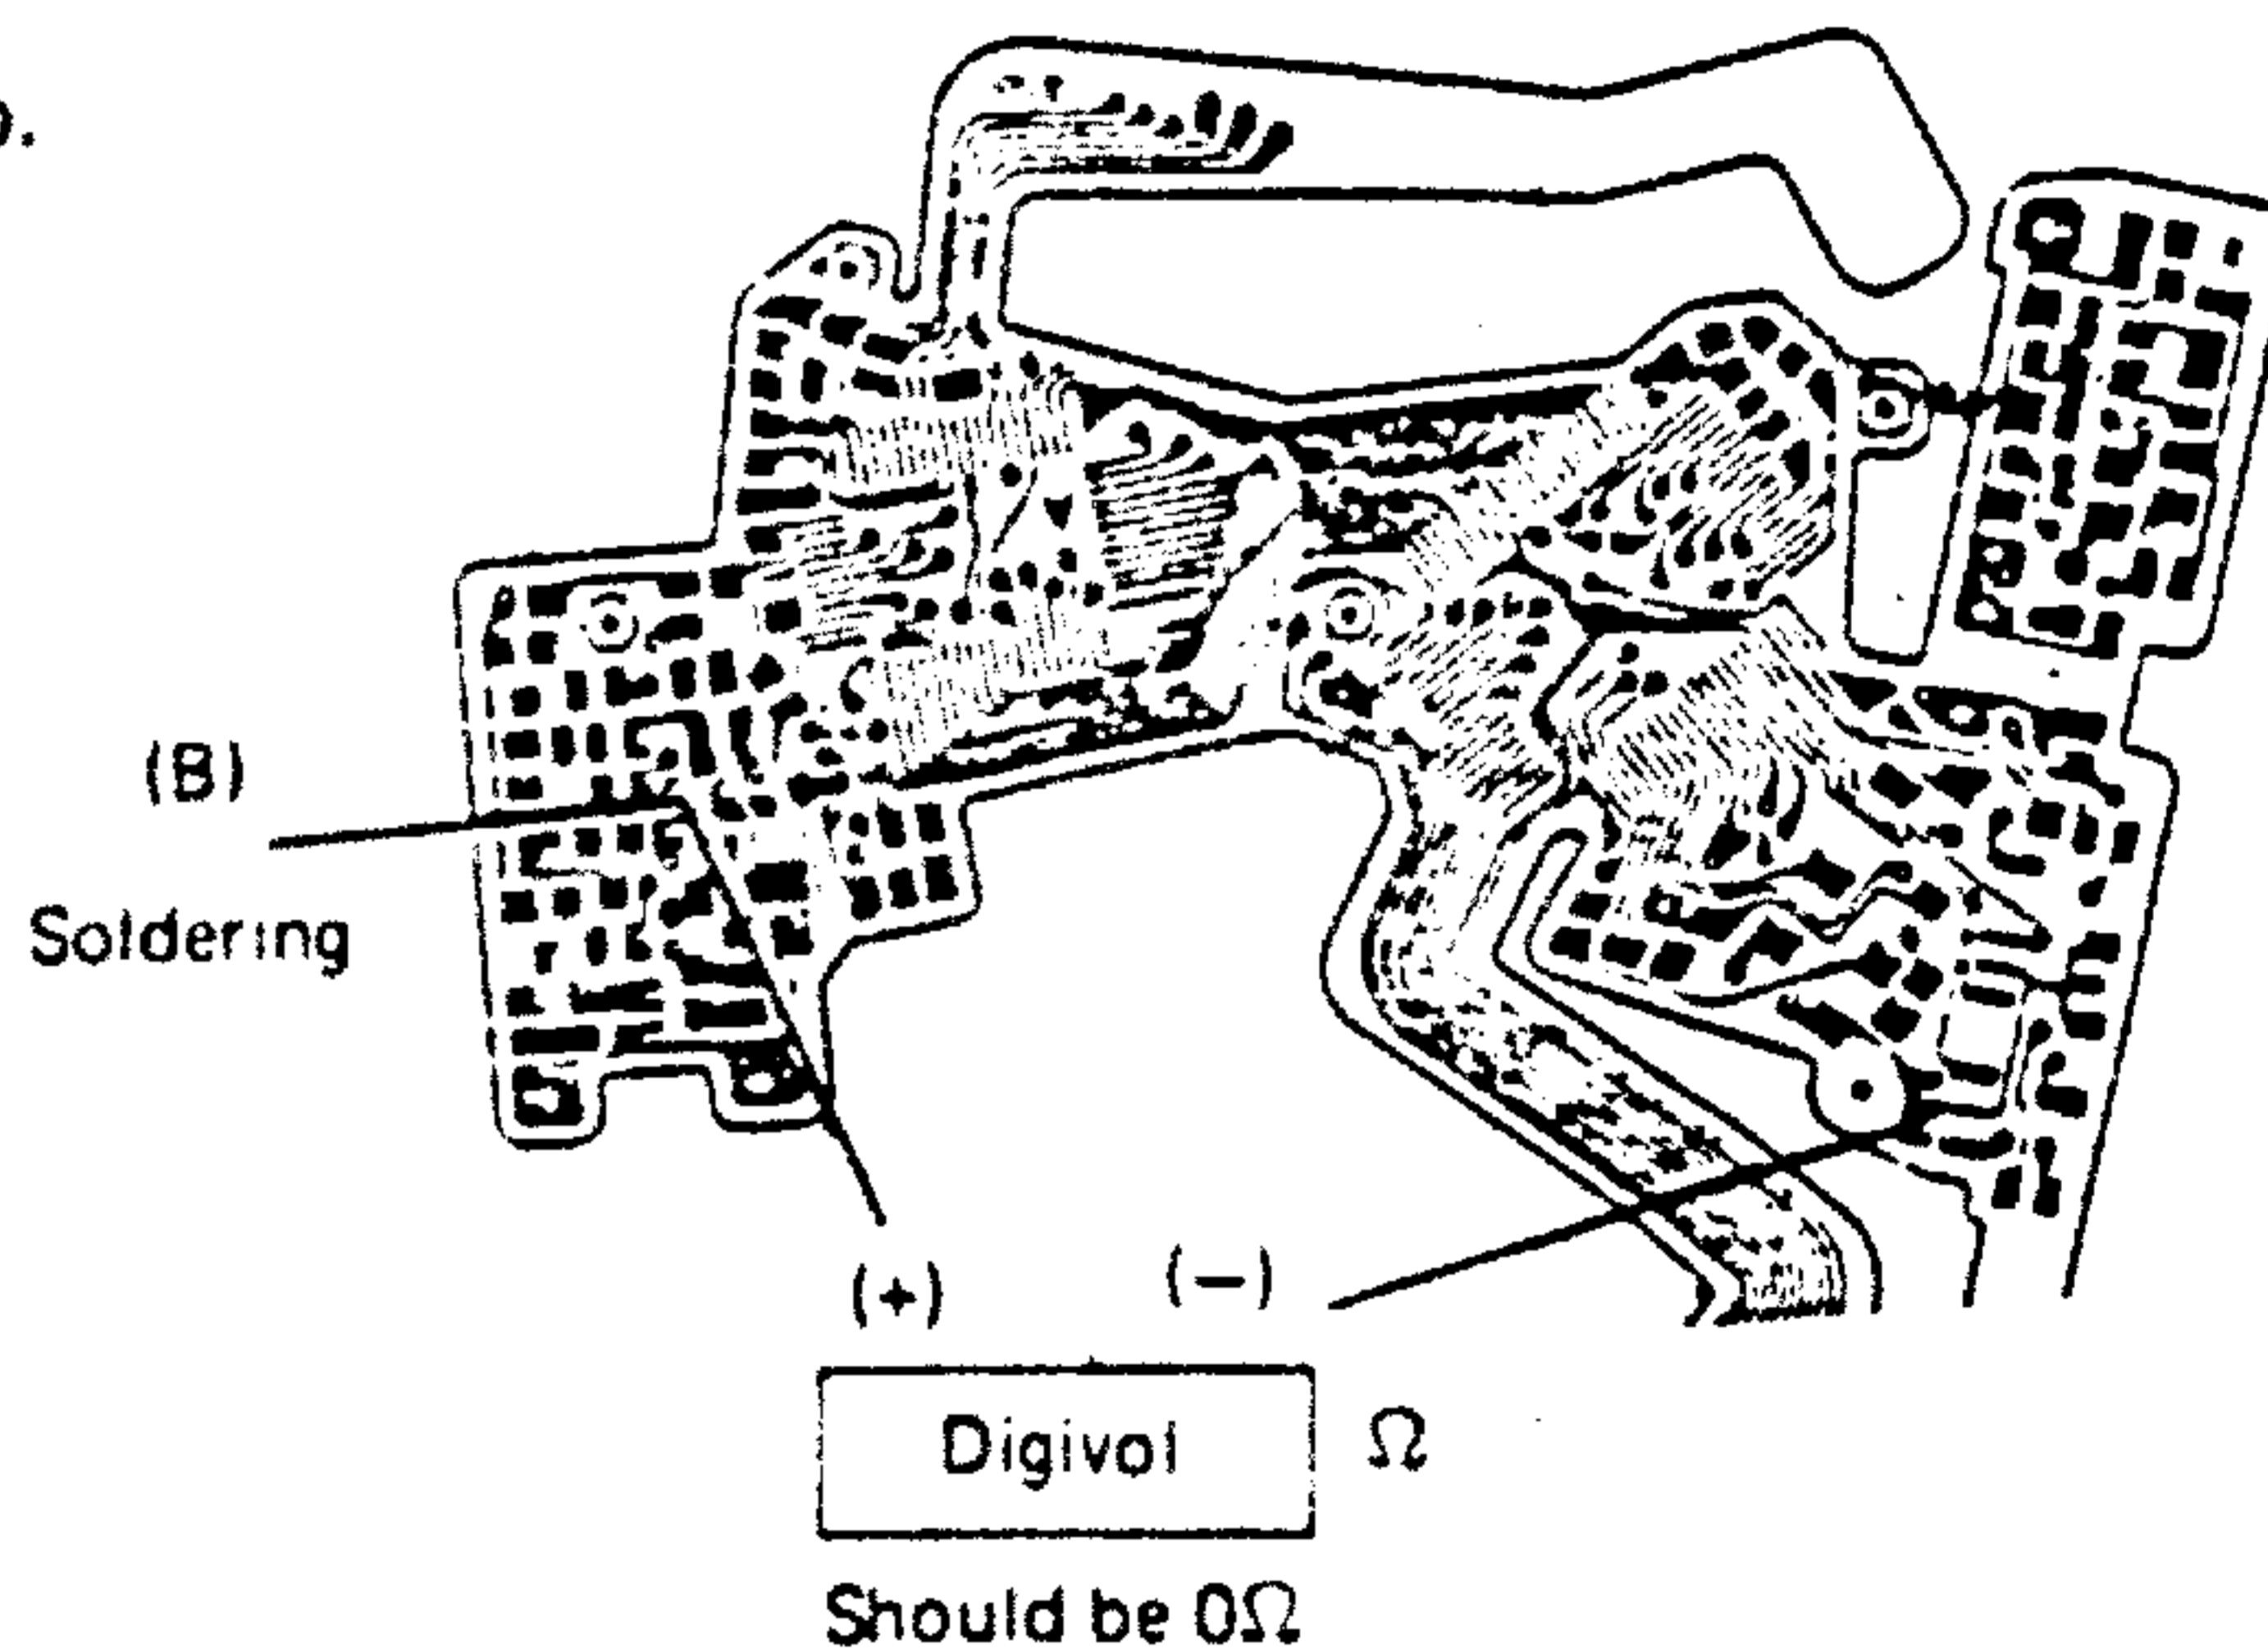 (B)
Soldering
(+) (−)
Digivol Ω
Should be 0Ω